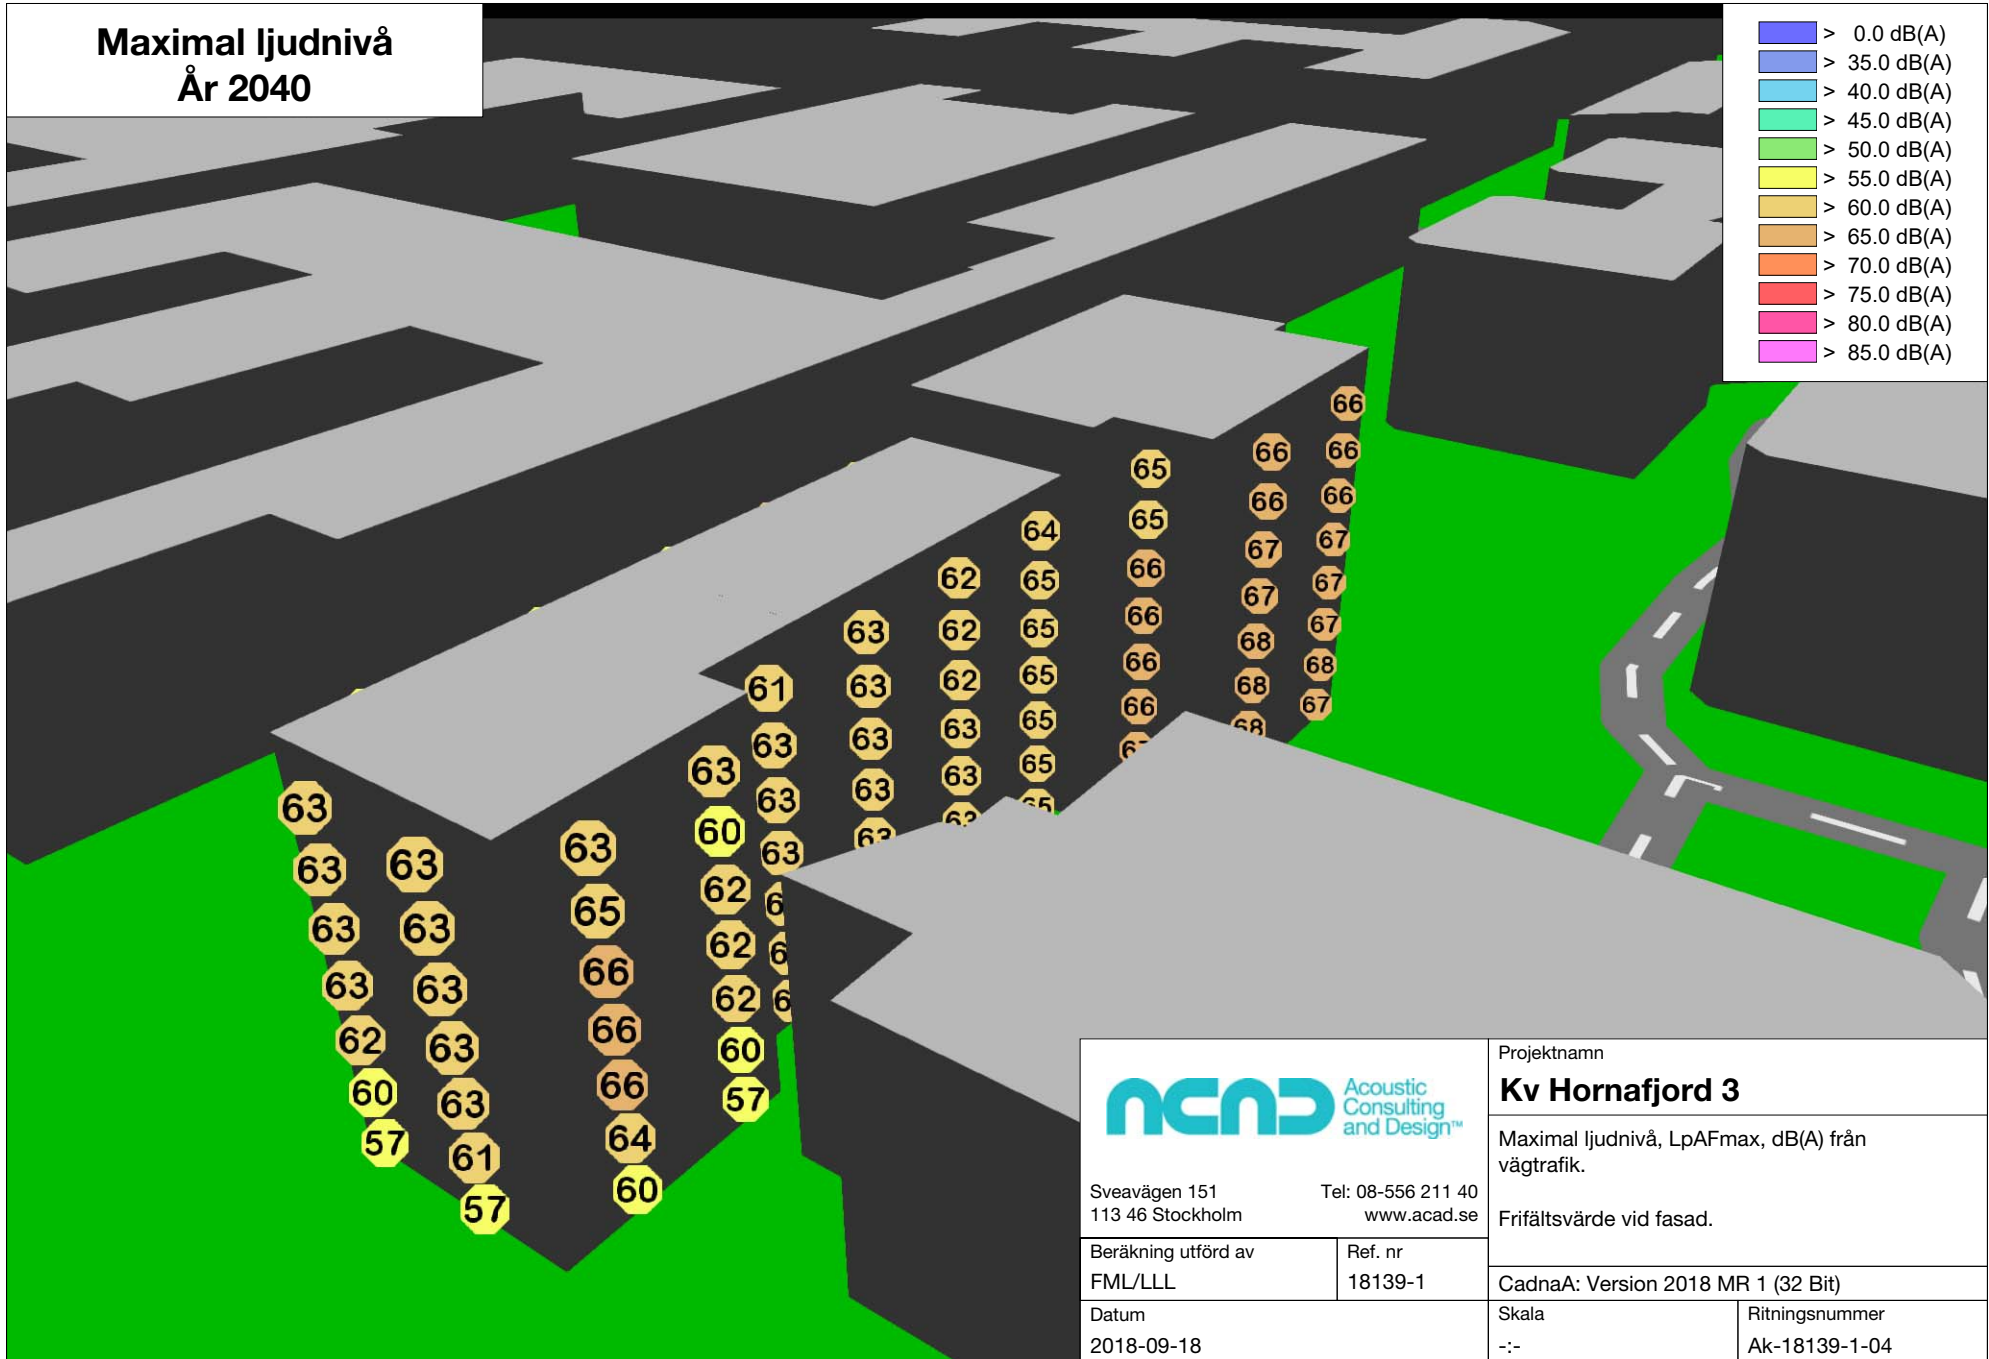 Maximal ljudnivå
År 2040
> 0.0 dB(A)
> 35.0 dB(A)
> 40.0 dB(A)
> 45.0 dB(A)
> 50.0 dB(A)
> 55.0 dB(A)
> 60.0 dB(A)
> 65.0 dB(A)
> 70.0 dB(A)
> 75.0 dB(A)
> 80.0 dB(A)
> 85.0 dB(A)
66
66 66
65
66 66
65
64
67 67
66
62 65
67 67
66
63 62 65
68 67
66
61 63 62 65
68 68
66
63 63 63 65
68 67
67
63 63 63 63 65
63 60 63 63 63
63 63 63 63
63 65 62
63 63 66 62
63 63 66 62
62 63 66 60
60 63 64 57
57 61 60
57
acad
Acoustic
Consulting
and Design™
Sveavägen 151 Tel: 08-556 211 40
113 46 Stockholm www.acad.se
Beräkning utförd av
FML/LLL
Ref. nr
18139-1
Datum
2018-09-18
Projektnamn
Kv Hornafjord 3
Maximal ljudnivå, LpAFmax, dB(A) från
vägtrafik.
Frifältsvärde vid fasad.
CadnaA: Version 2018 MR 1 (32 Bit)
Skala
-:-
Ritningsnummer
Ak-18139-1-04